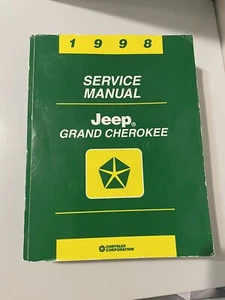 1998
SERVICE
MANUAL
Jeep®
GRAND CHEROKEE
CHRYSLER
CORPORATION